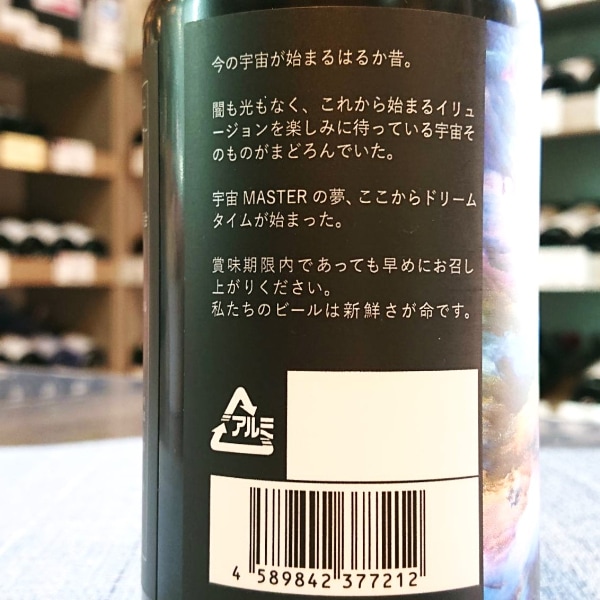 今の宇宙が始まるはるか昔。
闇も光もなく、これから始まるイリュ
ージョンを楽しみに待っている宇宙そ
のものがまどろんでいた。
宇宙 MASTER の夢、ここからドリーム
タイムが始まった。
賞味期限内であっても早めにお召し
上がりください。
私たちのビールは新鮮さが命です。
アルミ
4 589842 377212